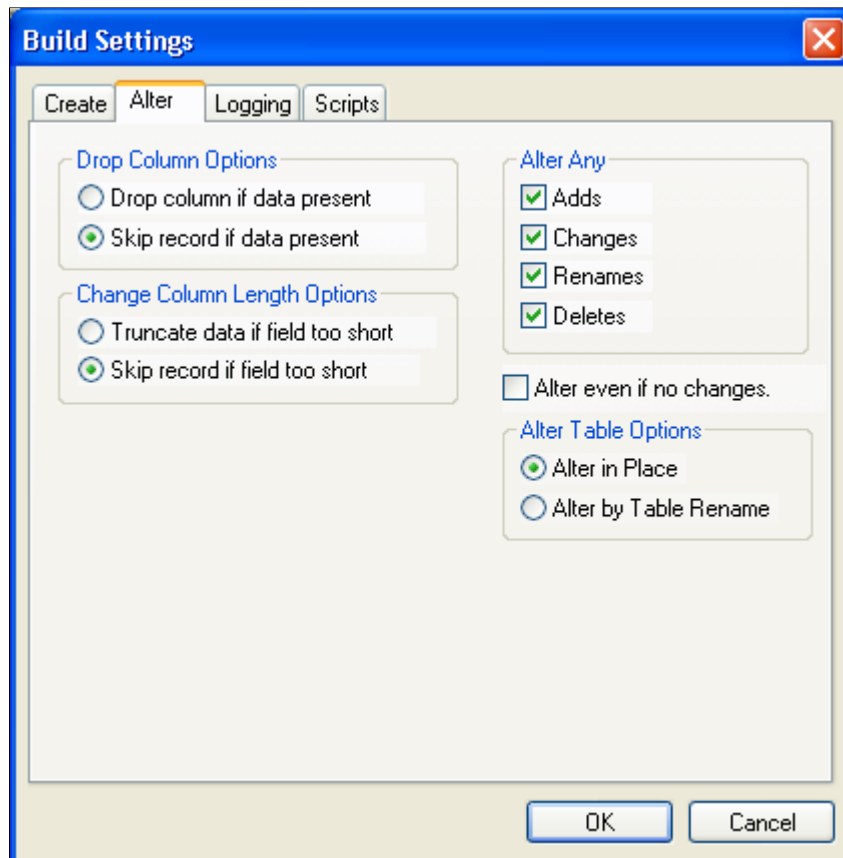 Build Settings
Create Alter Logging Scripts
Drop Column Options
Drop column if data present
Skip record if data present
Change Column Length Options
Truncate data if field too short
Skip record if field too short
Alter Any
Adds
Changes
Renames
Deletes
Alter even if no changes.
Alter Table Options
Alter in Place
Alter by Table Rename
OK Cancel